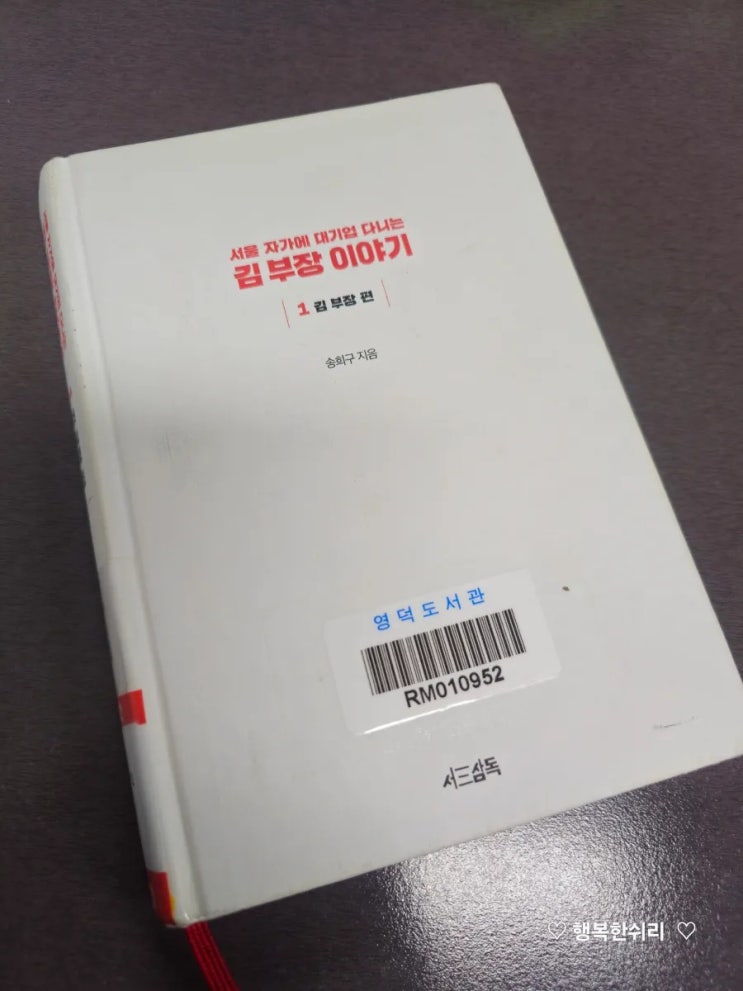 서울 자가에 대기업 다니는
김 부장 이야기
1 김 부장 편
송희구 지음
영덕도서관
RM010952
서삼독
♡ 행복한쉬리 ♡